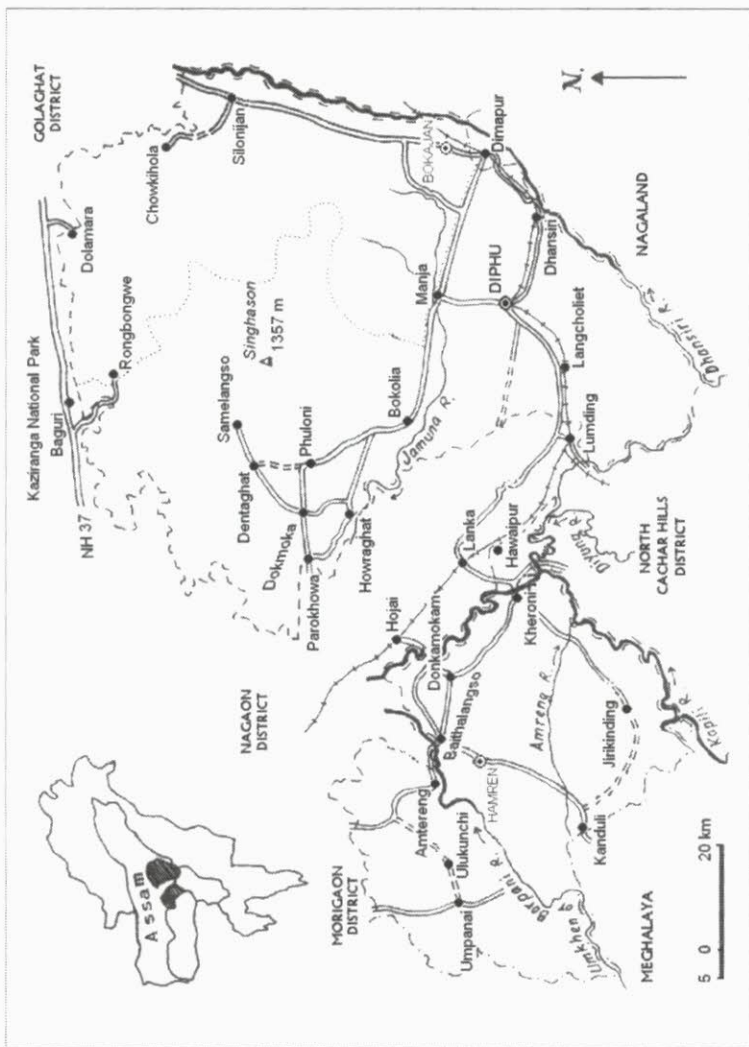 GOLAGHAT
DISTRICT
Kaziranga National Park
NH 37
Baguri
Rongbongwe
Dolamara
Chowkihola
Silonijan
Assam
NAGAON
DISTRICT
Singhason
1357 m
Samelangso
Dentaghat
Phuloni
Dokmoka
Parokhowa
Howraghat
Bokolia
Jamuna R.
Manja
BOKAJAN
Dimapur
DIPHU
Dhansiri
N.
NAGALAND
Dhansiri R.
Langcholiet
Lumding
Lanka
Hawaipur
Hojai
Donkamokam
Baithalangso
Kheroni
Diyung R.
NORTH
CACHAR HILLS
DISTRICT
MORIGAON
DISTRICT
Amtereng
Ulukunchi
Umpanai
HAMREN
Amreng R.
Jirikinding
Kopili R.
Kanduli
Borpani R.
Umkhen R.
MEGHALAYA
5 0 20 km